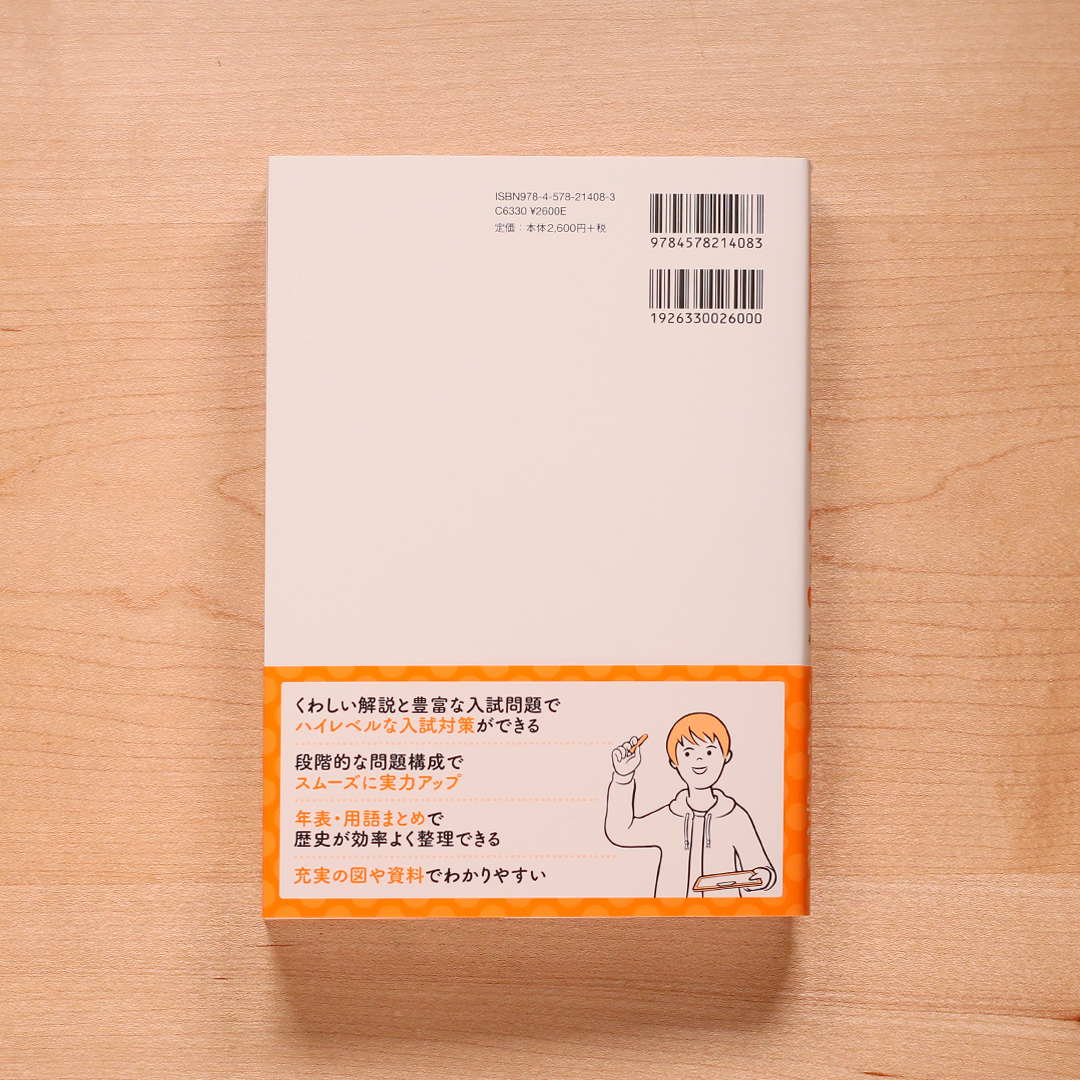 ISBN978-4-578-21408-3
C6330 ¥2600E
定価：本体2,600円＋税
9784578214083
1926330026000
くわしい解説と豊富な入試問題で
ハイレベルな入試対策ができる
段階的な問題構成で
スムーズに実力アップ
年表・用語まとめで
歴史が効率よく整理できる
充実の図や資料でわかりやすい